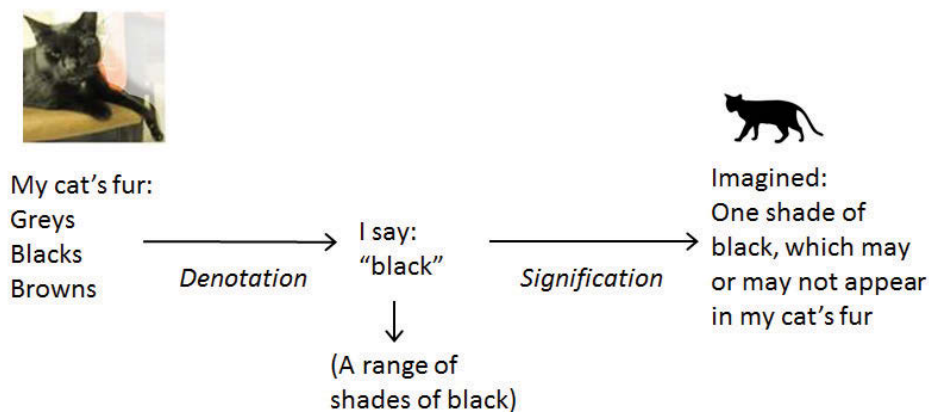 My cat’s fur:
Greys
Blacks
Browns
Denotation
I say:
“black”
(A range of
shades of black)
Signification
Imagined:
One shade of
black, which may
or may not appear
in my cat’s fur